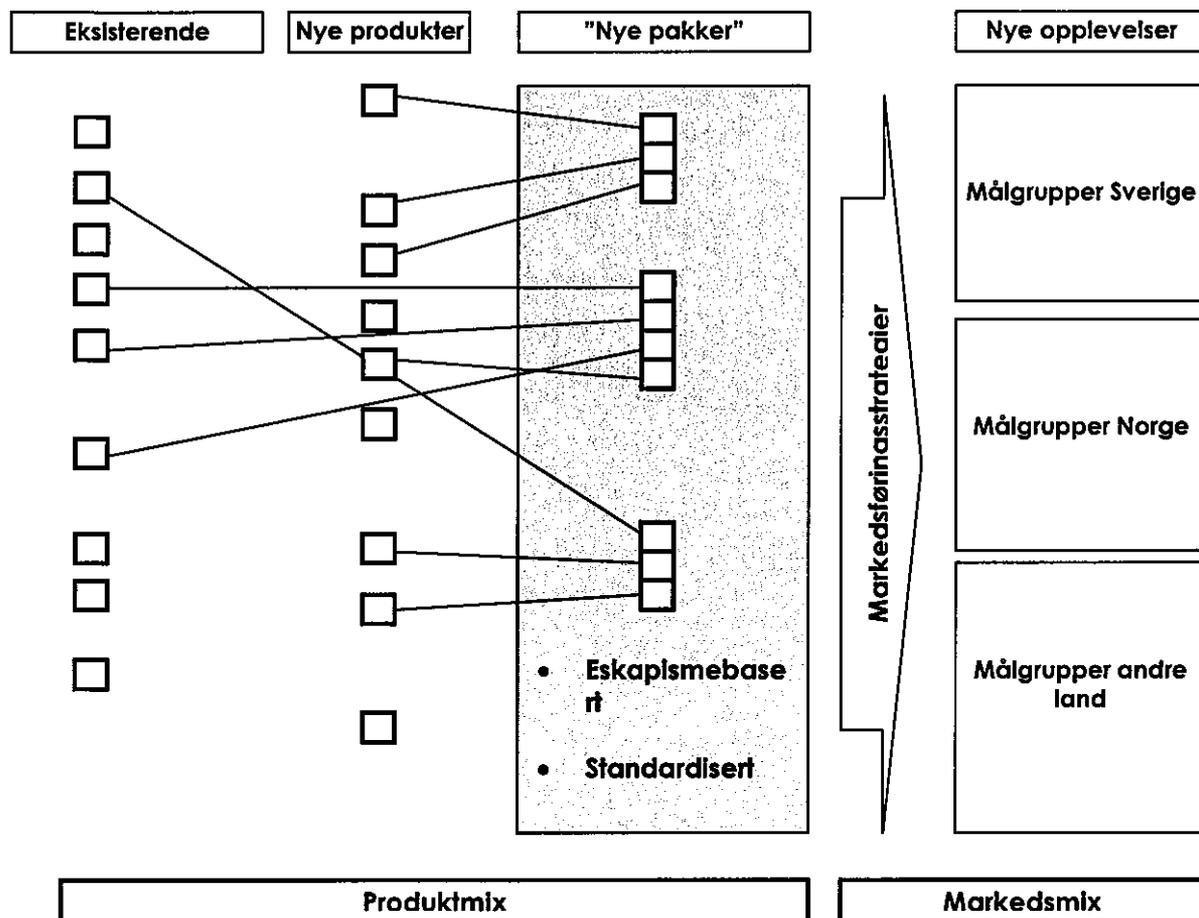 Eksisterende
Nye produkter
"Nye pakker"
Nye opplevelser
Målgrupper Sverige
Markedsførinasstrateaier
Målgrupper Norge
Målgrupper andre
land
• Eskapismebase
rt
• Standardisert
Produktmix
Markedsmix